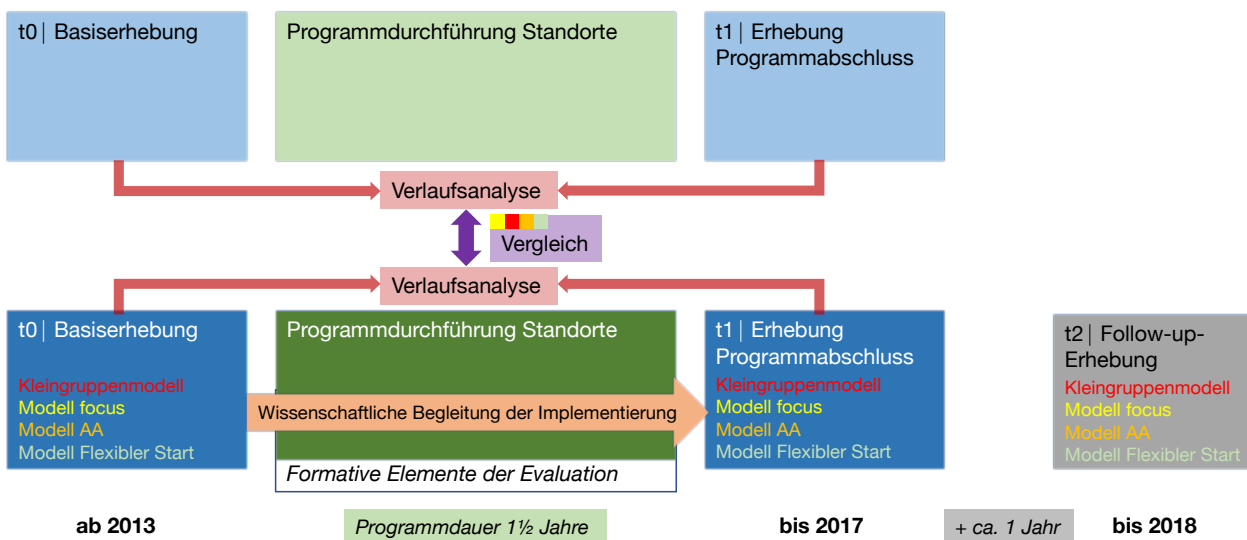 t0 | Basiserhebung
Programmdurchführung Standorte
t1 | Erhebung
Programmabschluss
Verlaufsanalyse
Vergleich
Verlaufsanalyse
t0 | Basiserhebung
Kleingruppenmodell
Modell focus
Modell AA
Modell Flexibler Start
Programmdurchführung Standorte
Wissenschaftliche Begleitung der Implementierung
Formative Elemente der Evaluation
t1 | Erhebung
Programmabschluss
Kleingruppenmodell
Modell focus
Modell AA
Modell Flexibler Start
t2 | Follow-up-
Erhebung
Kleingruppenmodell
Modell focus
Modell AA
Modell Flexibler Start
ab 2013
Programmdauer 1½ Jahre
bis 2017
+ ca. 1 Jahr
bis 2018